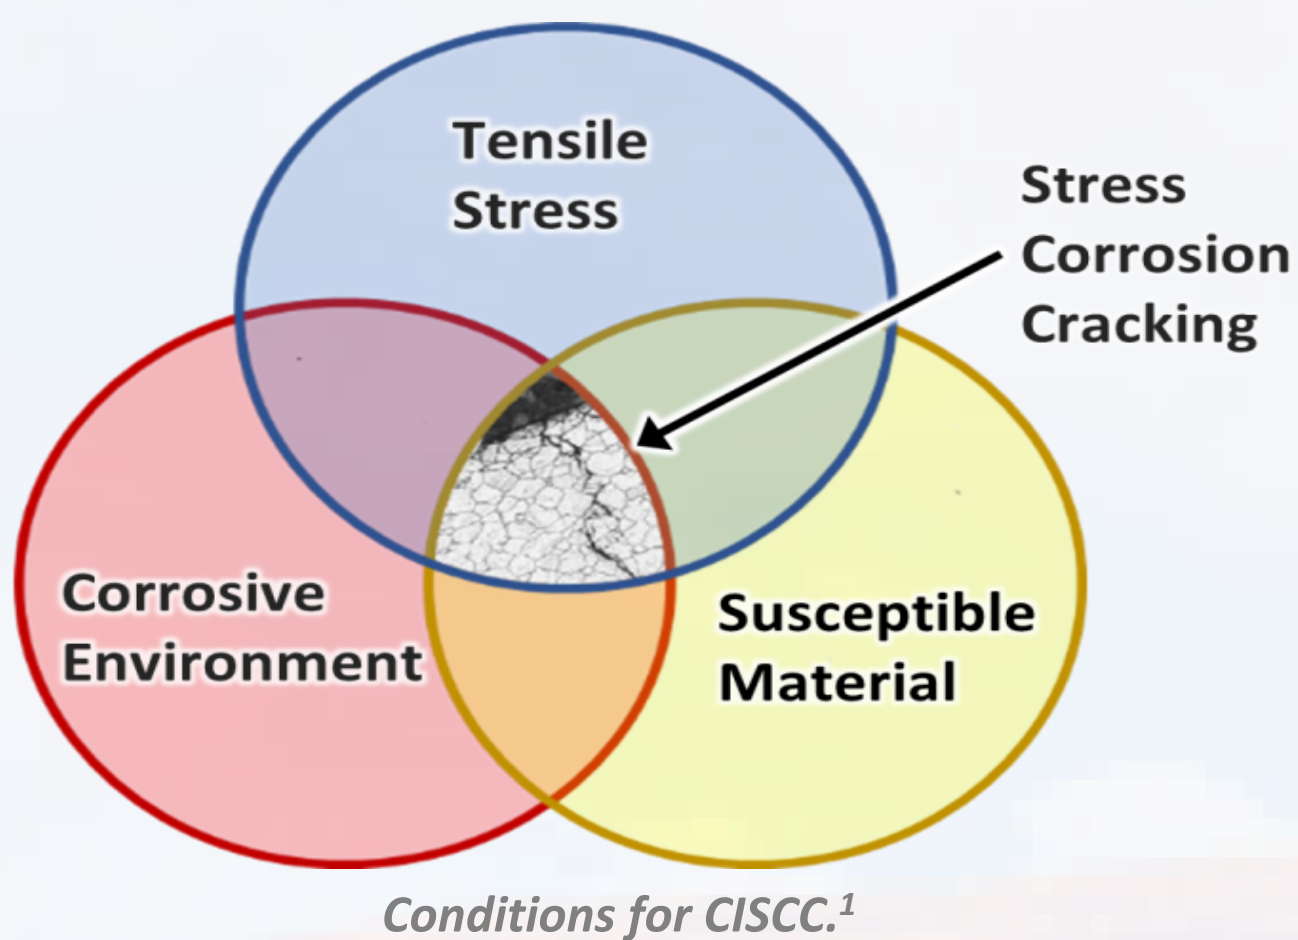 Tensile
Stress
Stress
Corrosion
Cracking
Corrosive
Environment
Susceptible
Material
Conditions for CISCC.¹